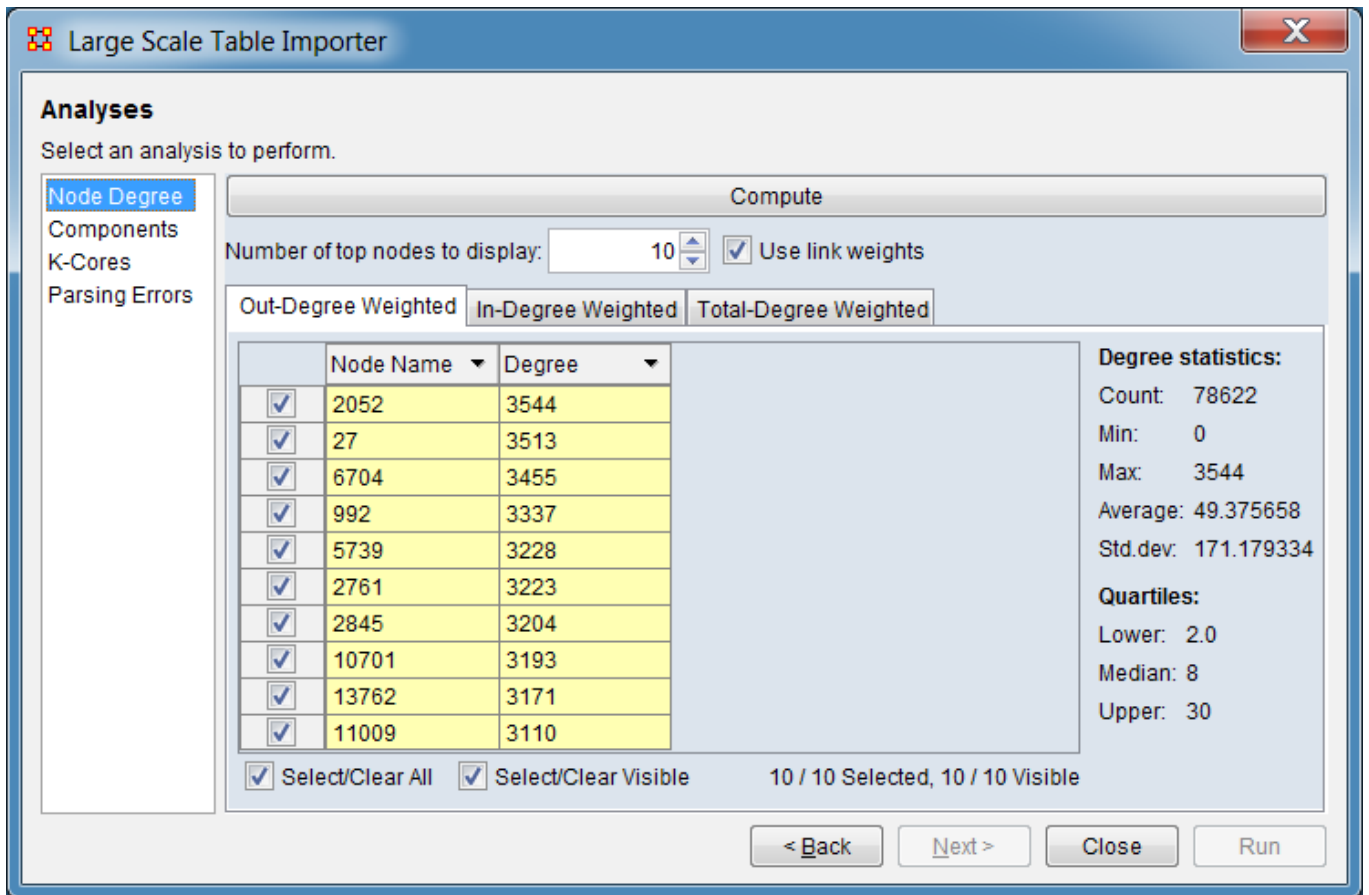 Large Scale Table Importer
Analyses
Select an analysis to perform.
Node Degree
Components
K-Cores
Parsing Errors
Compute
Number of top nodes to display: 10 Use link weights
Out-Degree Weighted In-Degree Weighted Total-Degree Weighted
Node Name Degree
2052 3544
27 3513
6704 3455
992 3337
5739 3228
2761 3223
2845 3204
10701 3193
13762 3171
11009 3110
Select/Clear All Select/Clear Visible 10 / 10 Selected, 10 / 10 Visible
Degree statistics:
Count: 78622
Min: 0
Max: 3544
Average: 49.375658
Std.dev: 171.179334
Quartiles:
Lower: 2.0
Median: 8
Upper: 30
< Back Next > Close Run